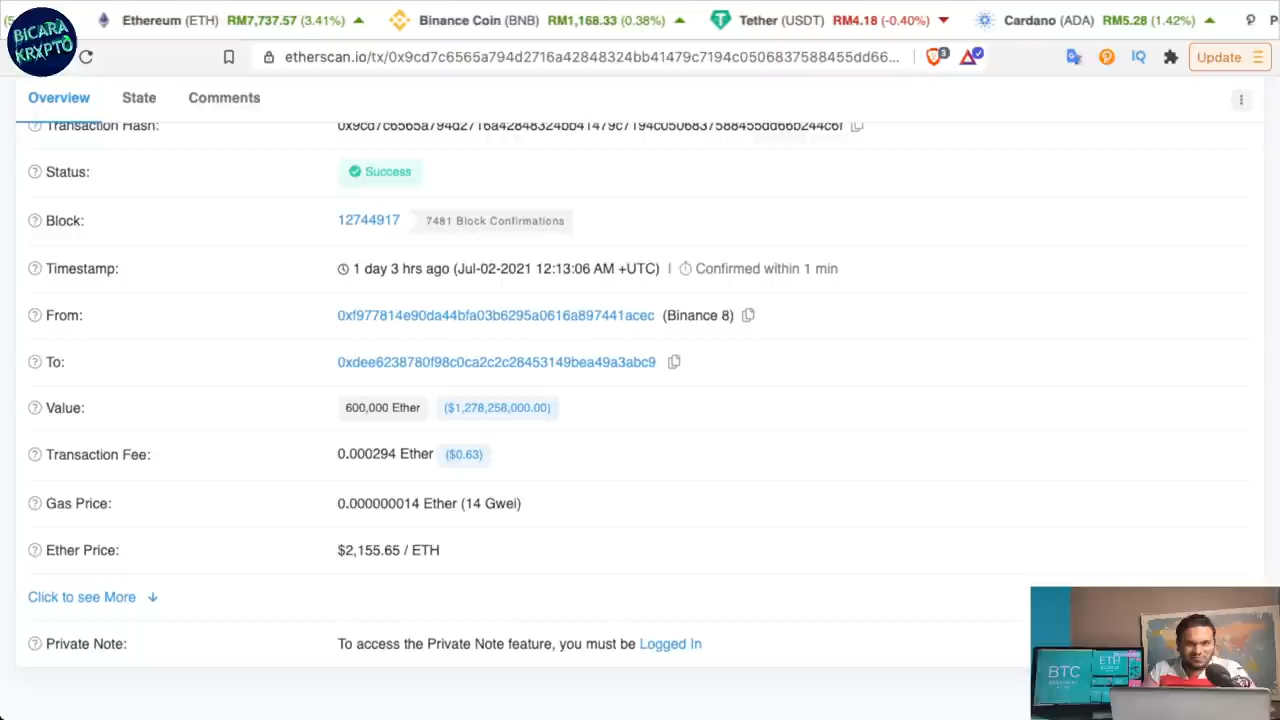 Ethereum (ETH) RM7,737.57 (3.41%) Binance Coin (BNB) RM1,168.33 (0.38%) Tether (USDT) RM4.18 (-0.40%) Cardano (ADA) RM5.28 (1.42%)
BICARA KRYPTO
etherscan.io/tx/0x9cd7c6565a794d2716a42848324bb41479c7194c0506837588455dd66... 3 IQ Update
Overview State Comments
Transaction Hash: 0x9cd7c6565a794d2716a42848324bb41479c7194c0506837588455dd66b244c6f
Status: Success
Block: 12744917 7481 Block Confirmations
Timestamp: 1 day 3 hrs ago (Jul-02-2021 12:13:06 AM +UTC) | Confirmed within 1 min
From: 0xf977814e90da44bfa03b6295a0616a897441acec (Binance 8)
To: 0xdee6238780f98c0ca2c2c28453149bea49a3abc9
Value: 600,000 Ether ($1,278,258,000.00)
Transaction Fee: 0.000294 Ether ($0.63)
Gas Price: 0.000000014 Ether (14 Gwei)
Ether Price: $2,155.65 / ETH
Click to see More
Private Note: To access the Private Note feature, you must be Logged In
BTC
ETH